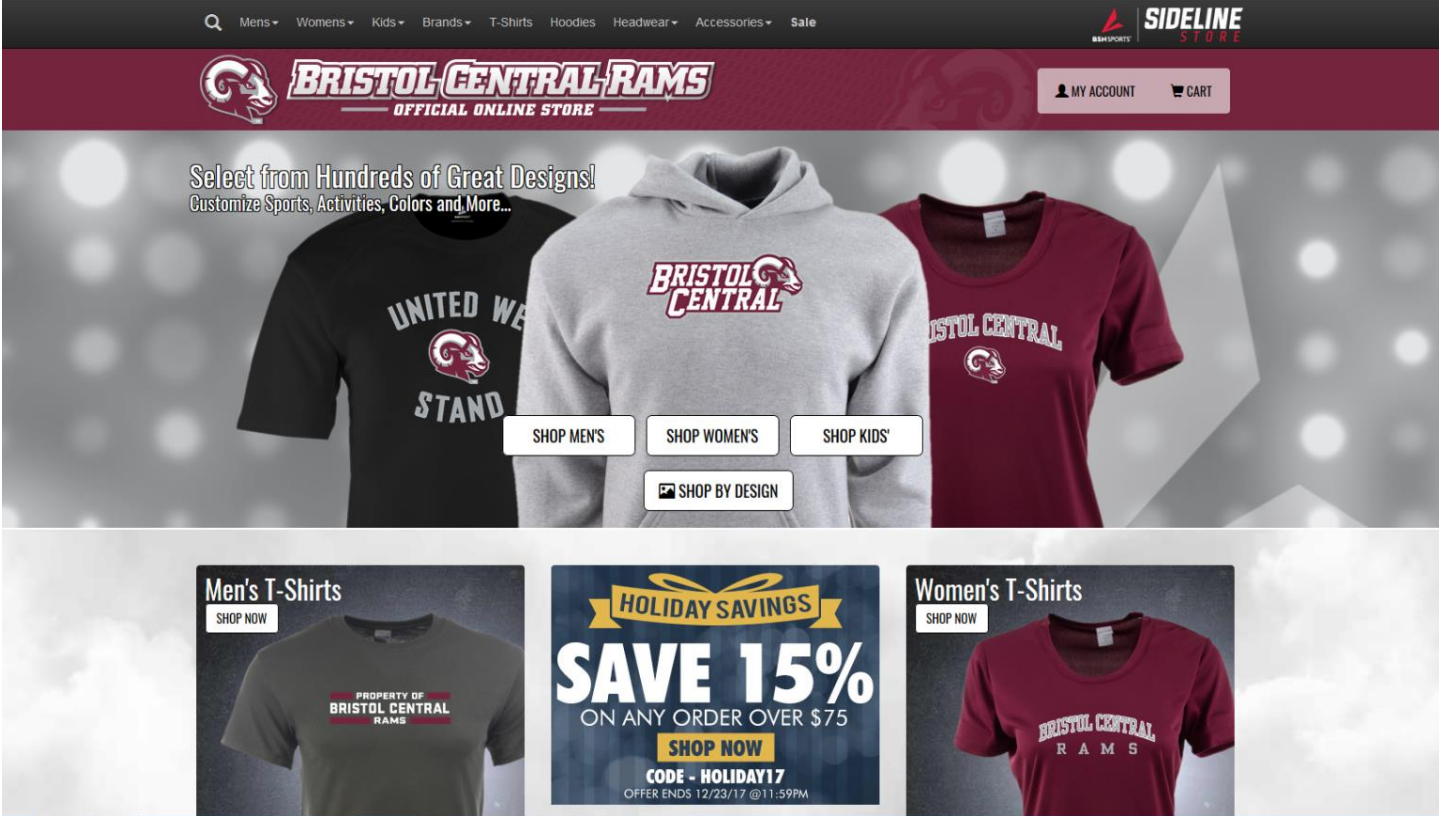 Mens Womens Kids Brands T-Shirts Hoodies Headwear Accessories Sale
BSN SPORTS
SIDELINE
STORE
BRISTOL CENTRAL RAMS
OFFICIAL ONLINE STORE
MY ACCOUNT CART
Select from Hundreds of Great Designs!
Customize Sports, Activities, Colors and More...
UNITED WE
STAND
BRISTOL
CENTRAL
ISTOL CENTRAL
SHOP MEN'S SHOP WOMEN'S SHOP KIDS'
SHOP BY DESIGN
Men's T-Shirts
SHOP NOW
PROPERTY OF
BRISTOL CENTRAL
RAMS
HOLIDAY SAVINGS
SAVE 15%
ON ANY ORDER OVER $75
SHOP NOW
CODE - HOLIDAY17
OFFER ENDS 12/23/17 @11:59PM
Women's T-Shirts
SHOP NOW
BRISTOL CENTRAL
RAMS